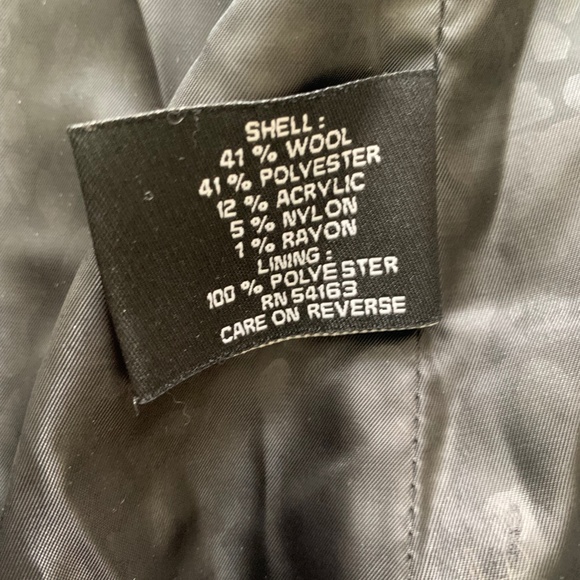 SHELL :
41 % WOOL
41 % POLYESTER
12 % ACRYLIC
5 % NYLON
1 % RAYON
LINING :
100 % POLYESTER
RN 54163
CARE ON REVERSE